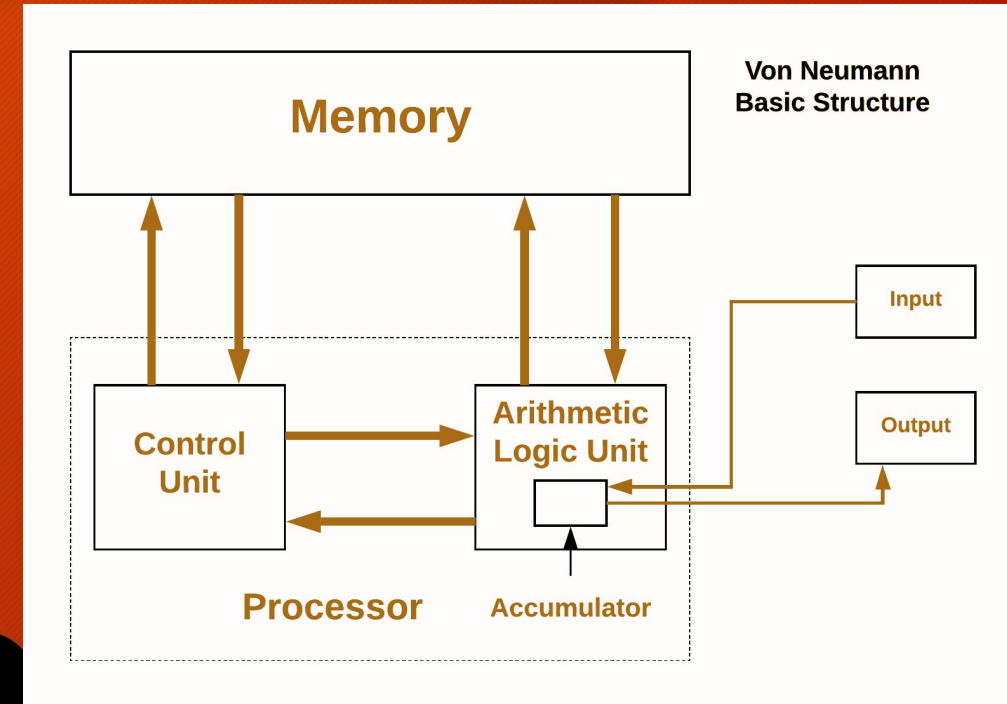 Von Neumann
Basic Structure
Memory
Input
Output
Control
Unit
Arithmetic
Logic Unit
Processor
Accumulator